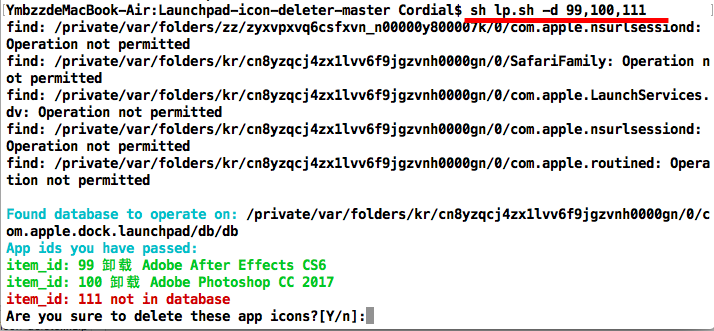 YmbzzdeMacBook-Air:Launchpad-icon-deleter-master Cordial$ sh lp.sh -d 99,100,111
find: /private/var/folders/zz/zyxvpxvq6csfxvn_n00000y800007k/0/com.apple.nsurlsessiond:
Operation not permitted
find: /private/var/folders/kr/cn8yzqcj4zx1lvv6f9jgzvnh0000gn/0/SafariFamily: Operation n
ot permitted
find: /private/var/folders/kr/cn8yzqcj4zx1lvv6f9jgzvnh0000gn/0/com.apple.LaunchServices.
dv: Operation not permitted
find: /private/var/folders/kr/cn8yzqcj4zx1lvv6f9jgzvnh0000gn/0/com.apple.nsurlsessiond:
Operation not permitted
find: /private/var/folders/kr/cn8yzqcj4zx1lvv6f9jgzvnh0000gn/0/com.apple.routined: Opera
tion not permitted
Found database to operate on: /private/var/folders/kr/cn8yzqcj4zx1lvv6f9jgzvnh0000gn/0/c
om.apple.dock.launchpad/db/db
App ids you have passed:
item_id: 99 卸载 Adobe After Effects CS6
item_id: 100 卸载 Adobe Photoshop CC 2017
item_id: 111 not in database
Are you sure to delete these app icons?[Y/n]: